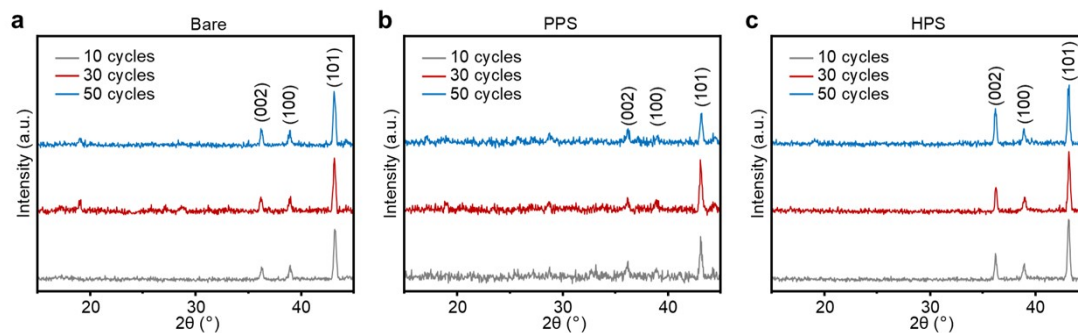 a
Bare
10 cycles
30 cycles
50 cycles
(002)
(100)
(101)
Intensity (a.u.)
20
30
40
2θ (°)
b
PPS
10 cycles
30 cycles
50 cycles
(002)
(100)
(101)
Intensity (a.u.)
20
30
40
2θ (°)
c
HPS
10 cycles
30 cycles
50 cycles
(002)
(100)
(101)
Intensity (a.u.)
20
30
40
2θ (°)